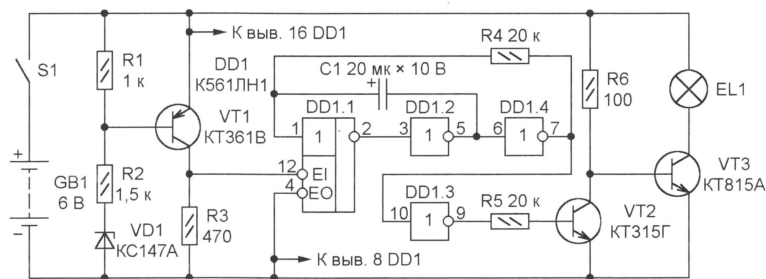 К выв. 16 DD1
R1
1 к
S1
DD1
К561ЛН1
C1 20 мк × 10 В
+
R4 20 к
R6
100
EL1
VT1
КТ361В
DD1.1
1
1
2
DD1.2
3
1
5
DD1.4
6
1
7
+
GB1
6 В
–
R2
1,5 к
12
EI
4
EO
R3
470
VD1
КС147А
DD1.3
10
1
9
R5 20 к
VT3
КТ815А
VT2
КТ315Г
К выв. 8 DD1